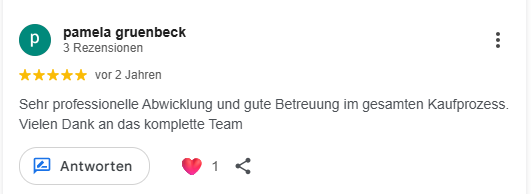 p
pamela gruenbeck
3 Rezensionen
vor 2 Jahren
Sehr professionelle Abwicklung und gute Betreuung im gesamten Kaufprozess.
Vielen Dank an das komplette Team
Antworten
1